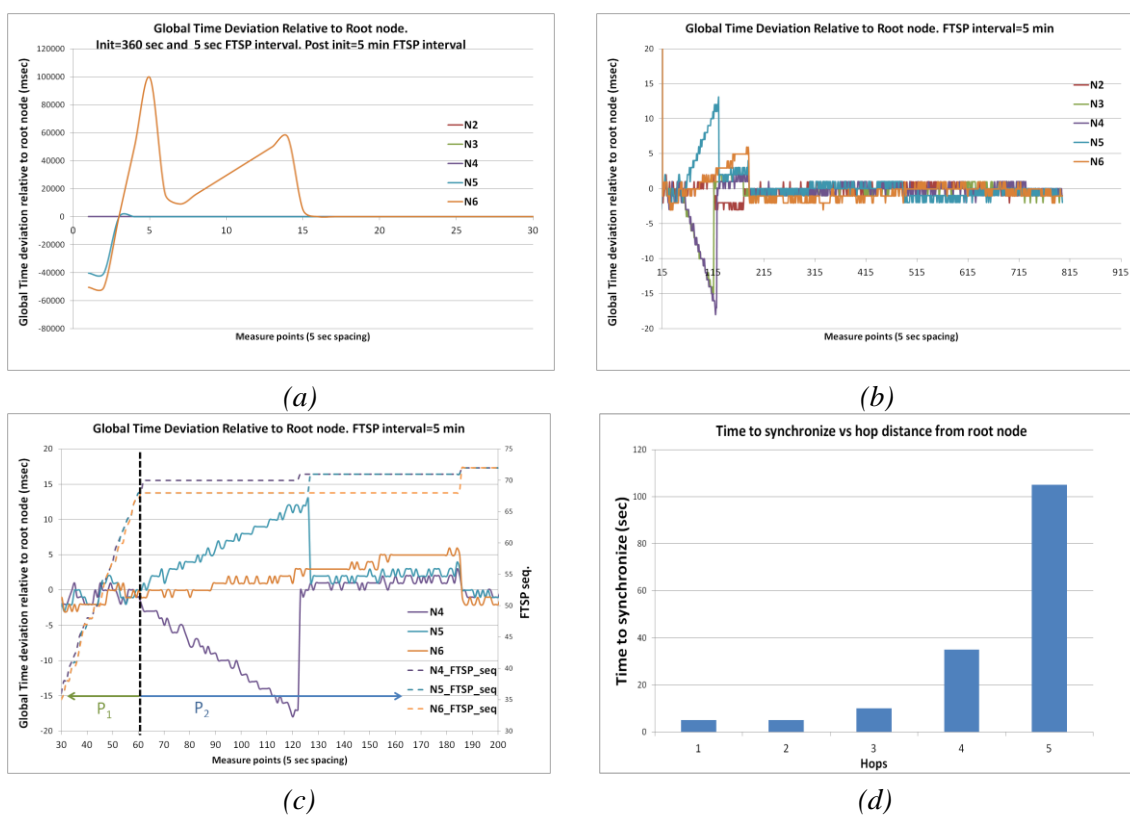 Global Time Deviation Relative to Root node.
Init=360 sec and 5 sec FTSP interval. Post init=5 min FTSP interval
Global Time deviation relative to root node (msec)
120000
100000
80000
60000
40000
20000
0
-20000
-40000
-60000
-80000
0
5
10
15
20
25
30
N2
N3
N4
N5
N6
Measure points (5 sec spacing)
(a)
Global Time Deviation Relative to Root node. FTSP interval=5 min
Global Time deviation relative to root node (msec)
20
15
10
5
0
-5
-10
-15
-20
15
115
215
315
415
515
615
715
815
915
N2
N3
N4
N5
N6
Measure points (5 sec spacing)
(b)
Global Time Deviation Relative to Root Node. FTSP interval=5 min
Global Time deviation relative to root node (msec)
20
15
10
5
0
-5
-10
-15
-20
75
70
65
60
55
50
45
40
35
30
FTSP seq.
N4
N5
N6
N4_FTSP_seq
N5_FTSP_seq
N6_FTSP_seq
P1
P2
30
40
50
60
70
80
90
100
110
120
130
140
150
160
170
180
190
200
Measure points (5 sec spacing)
(c)
Time to synchronize vs hop distance from root node
Time to synchronize (sec)
120
100
80
60
40
20
0
1
2
3
4
5
Hops
(d)